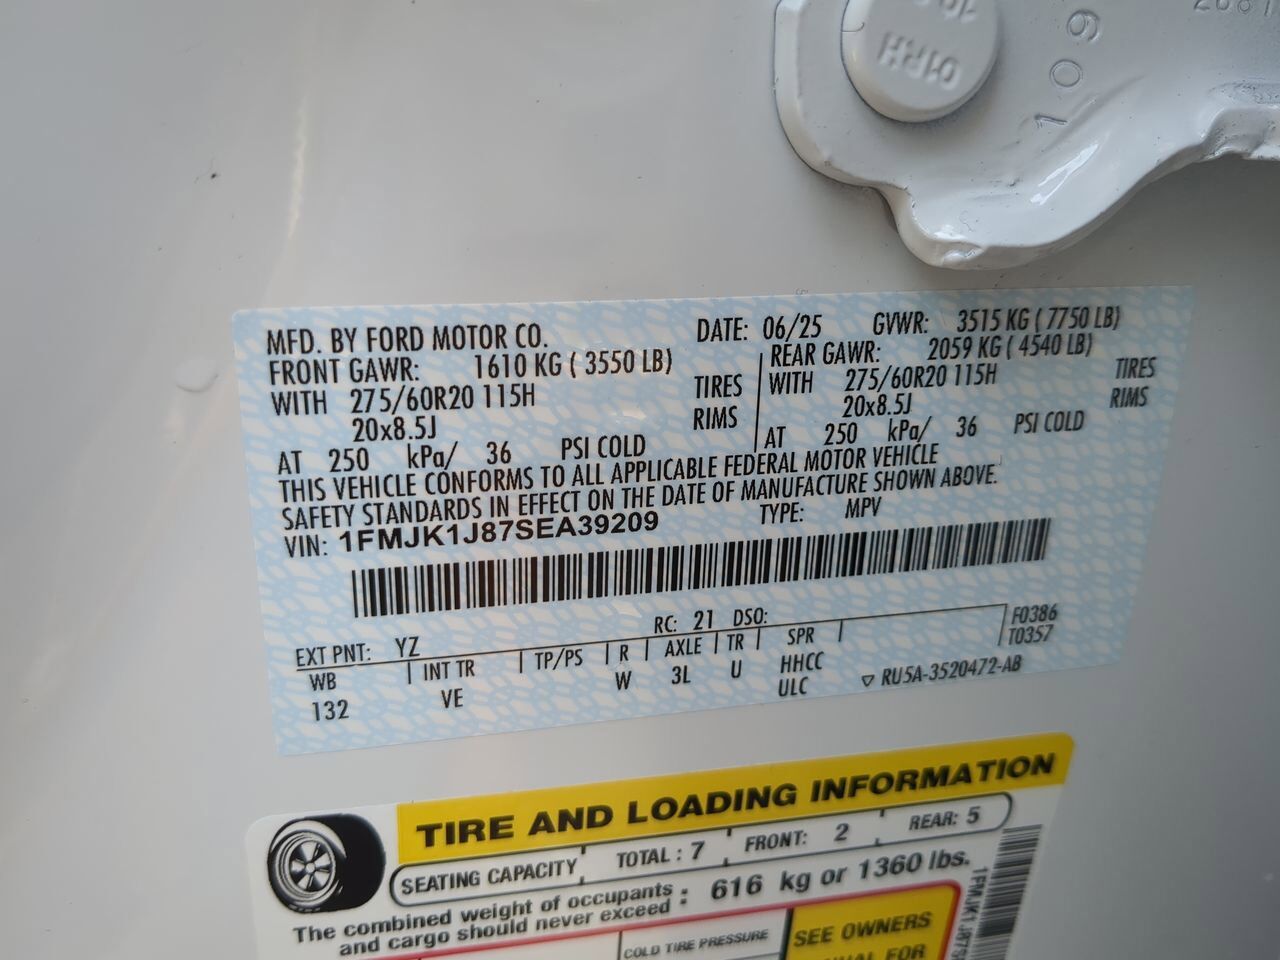 01RH
109
MFD. BY FORD MOTOR CO. DATE: 06/25 GVWR: 3515 KG ( 7750 LB)
FRONT GAWR: 1610 KG ( 3550 LB) REAR GAWR: 2059 KG ( 4540 LB)
WITH 275/60R20 115H TIRES WITH 275/60R20 115H TIRES
20x8.5J RIMS 20x8.5J RIMS
AT 250 kPa/ 36 PSI COLD AT 250 kPa/ 36 PSI COLD
THIS VEHICLE CONFORMS TO ALL APPLICABLE FEDERAL MOTOR VEHICLE
SAFETY STANDARDS IN EFFECT ON THE DATE OF MANUFACTURE SHOWN ABOVE.
VIN: 1FMJK1J87SEA39209 TYPE: MPV
EXT PNT: YZ RC: 21 DSO: F0386
WB INT TR TP/PS R AXLE TR SPR T0357
132 VE W 3L U HHCC
ULC ▽ RU5A-3520472-AB
TIRE AND LOADING INFORMATION
SEATING CAPACITY TOTAL : 7 FRONT: 2 REAR: 5
The combined weight of occupants
and cargo should never exceed : 616 kg or 1360 lbs.
COLD TIRE PRESSURE
SEE OWNERS
FOR